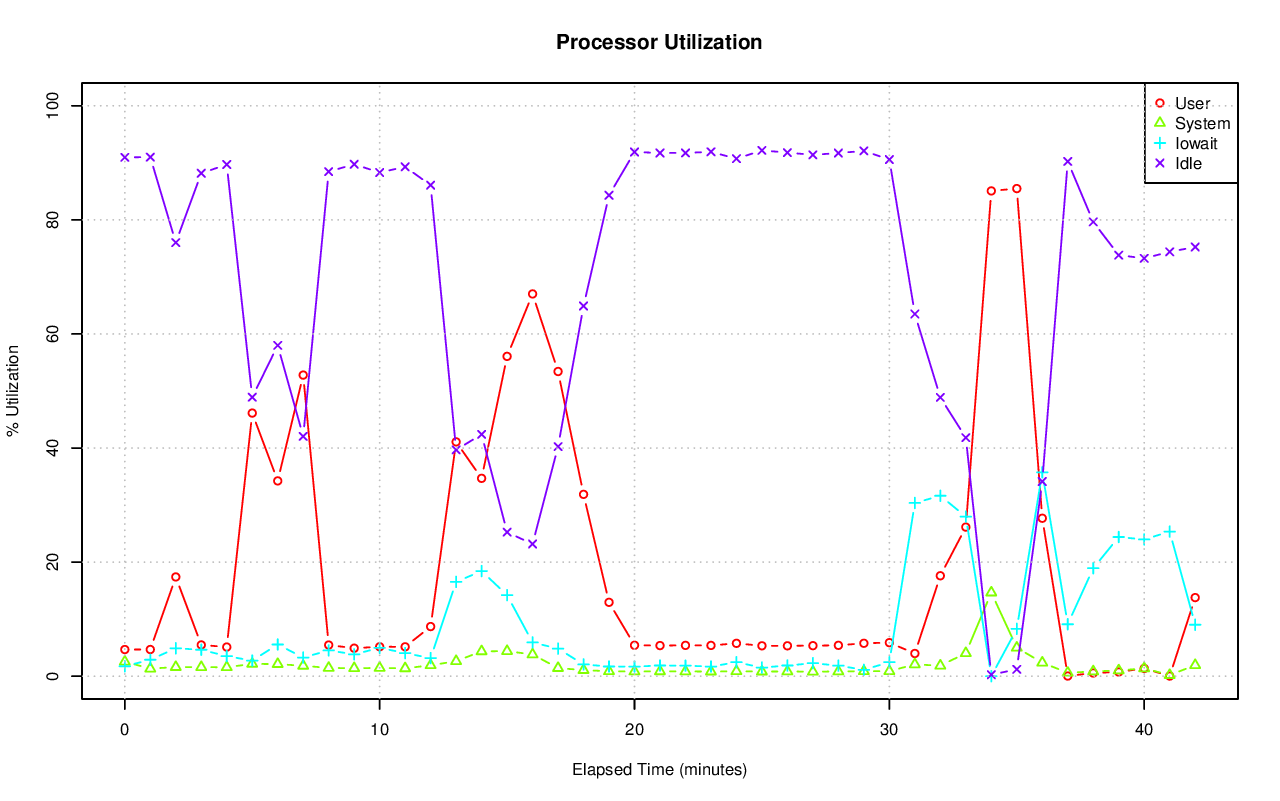 Processor Utilization
% Utilization
100
80
60
40
20
0
User
System
Iowait
Idle
0 10 20 30 40
Elapsed Time (minutes)